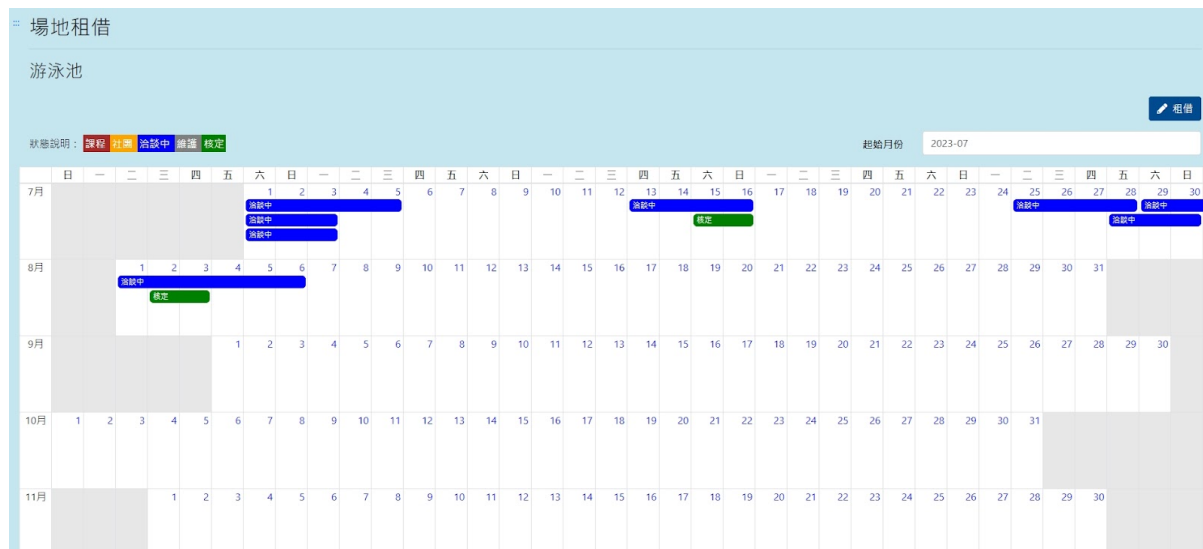 :::
場地租借
游泳池
租借
狀態說明： 課程 社團 洽談中 維護 核定
起始月份 2023-07
日 一 二 三 四 五 六 日 一 二 三 四 五 六 日 一 二 三 四 五 六 日 一 二 三 四 五 六 日 一 二 三 四 五 六 日
7月 1 2 3 4 5 6 7 8 9 10 11 12 13 14 15 16 17 18 19 20 21 22 23 24 25 26 27 28 29 30
洽談中 洽談中 洽談中 洽談中
洽談中 核定 洽談中
洽談中
8月 1 2 3 4 5 6 7 8 9 10 11 12 13 14 15 16 17 18 19 20 21 22 23 24 25 26 27 28 29 30 31
洽談中
核定
9月 1 2 3 4 5 6 7 8 9 10 11 12 13 14 15 16 17 18 19 20 21 22 23 24 25 26 27 28 29 30
10月 1 2 3 4 5 6 7 8 9 10 11 12 13 14 15 16 17 18 19 20 21 22 23 24 25 26 27 28 29 30 31
11月 1 2 3 4 5 6 7 8 9 10 11 12 13 14 15 16 17 18 19 20 21 22 23 24 25 26 27 28 29 30